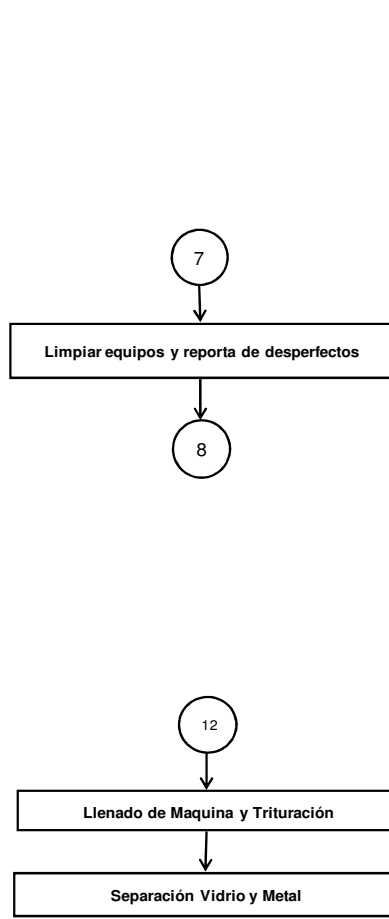 7
Limpiar equipos y reporta de desperfectos
8
12
Llenado de Maquina y Trituración
Separación Vidrio y Metal